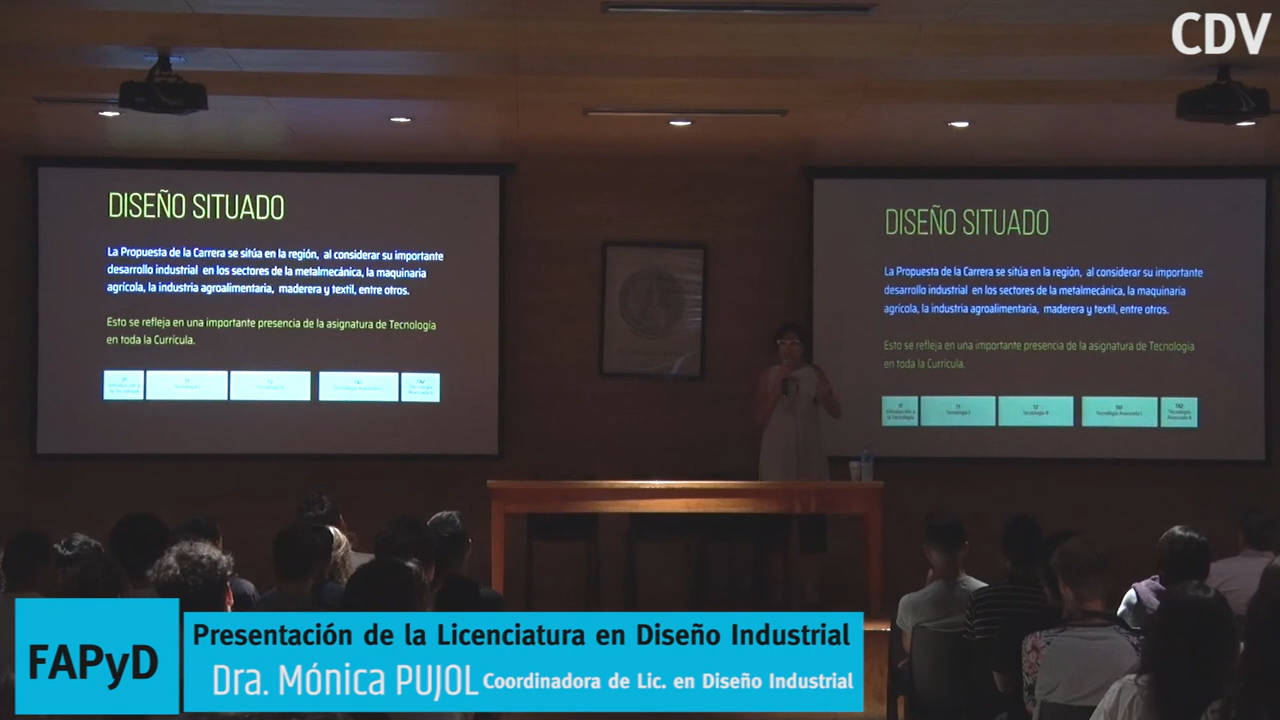 CDV
DISEÑO SITUADO
La Propuesta de la Carrera se sitúa en la región, al considerar su importante
desarrollo industrial en los sectores de la metalmecánica, la maquinaria
agrícola, la industria agroalimentaria, maderera y textil, entre otros.
Esto se refleja en una importante presencia de la asignatura de Tecnología
en toda la Currícula.
DISEÑO SITUADO
La Propuesta de la Carrera se sitúa en la región, al considerar su importante
desarrollo industrial en los sectores de la metalmecánica, la maquinaria
agrícola, la industria agroalimentaria, maderera y textil, entre otros.
Esto se refleja en una importante presencia de la asignatura de Tecnología
en toda la Currícula.
Tecnología I
Tecnología II
Tecnología Avanzada I
FAPyD
Presentación de la Licenciatura en Diseño Industrial
Dra. Mónica PUJOL Coordinadora de Lic. en Diseño Industrial